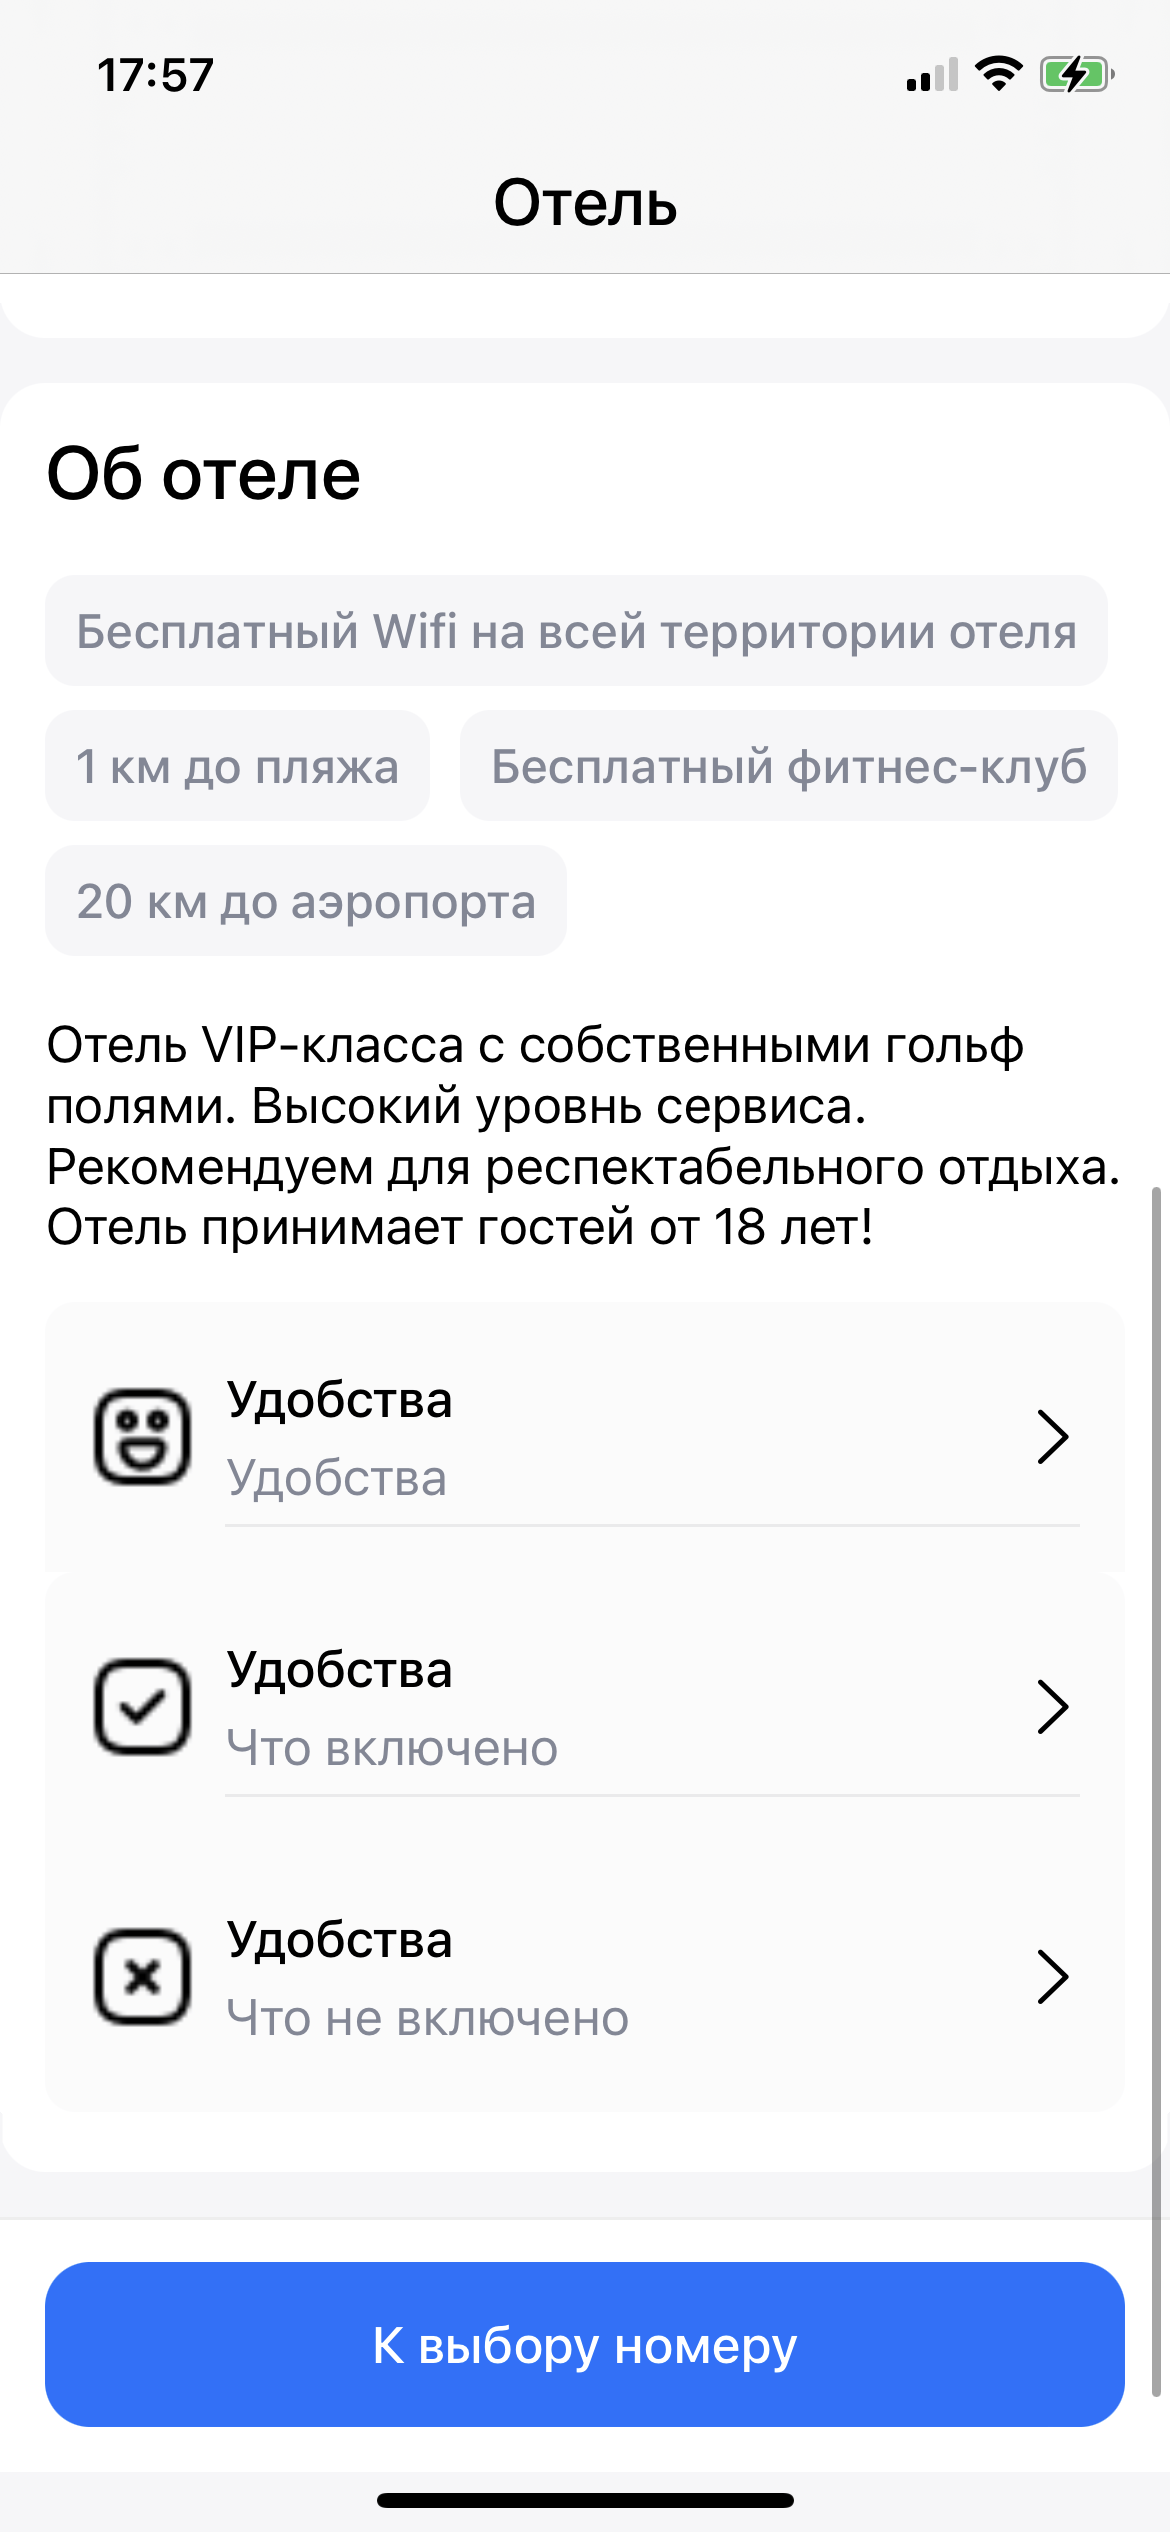 17:57
Отель
Об отеле
Бесплатный Wifi на всей территории отеля
1 км до пляжа
Бесплатный фитнес-клуб
20 км до аэропорта
Отель VIP-класса с собственными гольф
полями. Высокий уровнь сервиса.
Рекомендуем для респектабельного отдыха.
Отель принимает гостей от 18 лет!
Удобства
Удобства
Удобства
Что включено
Удобства
Что не включено
К выбору номеру